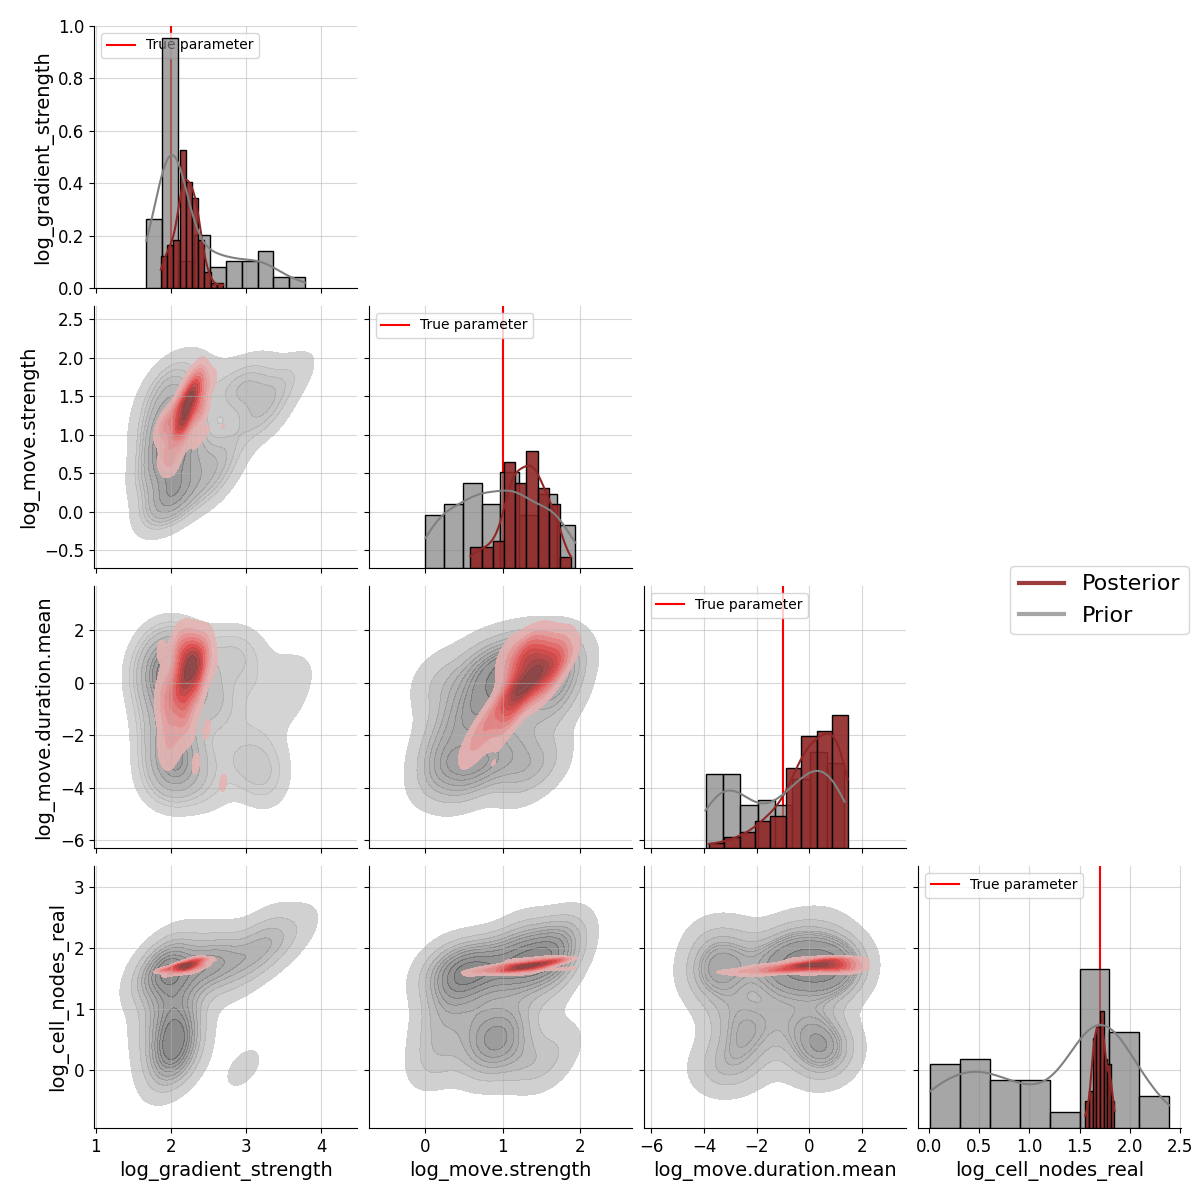 1.0
0.8
0.6
0.4
0.2
0.0
log_gradient_strength
True parameter
2.5
2.0
1.5
1.0
0.5
0.0
−0.5
log_move.strength
True parameter
2
0
−2
−4
−6
log_move.duration.mean
True parameter
Posterior
Prior
3
2
1
0
log_cell_nodes_real
True parameter
1 2 3 4
0 1 2
−6 −4 −2 0 2
0.0 0.5 1.0 1.5 2.0 2.5
log_gradient_strength
log_move.strength
log_move.duration.mean
log_cell_nodes_real